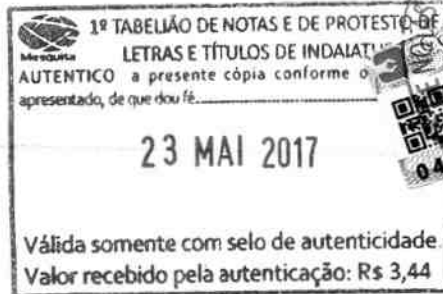 1º TABELIÃO DE NOTAS E DE PROTESTO DE
LETRAS E TÍTULOS DE
Mesquita
AUTENTICO a presente cópia conforme o
apresentado, de que dou fé.
23 MAI 2017
04
Válida somente com selo de autenticidade.
Valor recebido pela autenticação: R$ 3,44